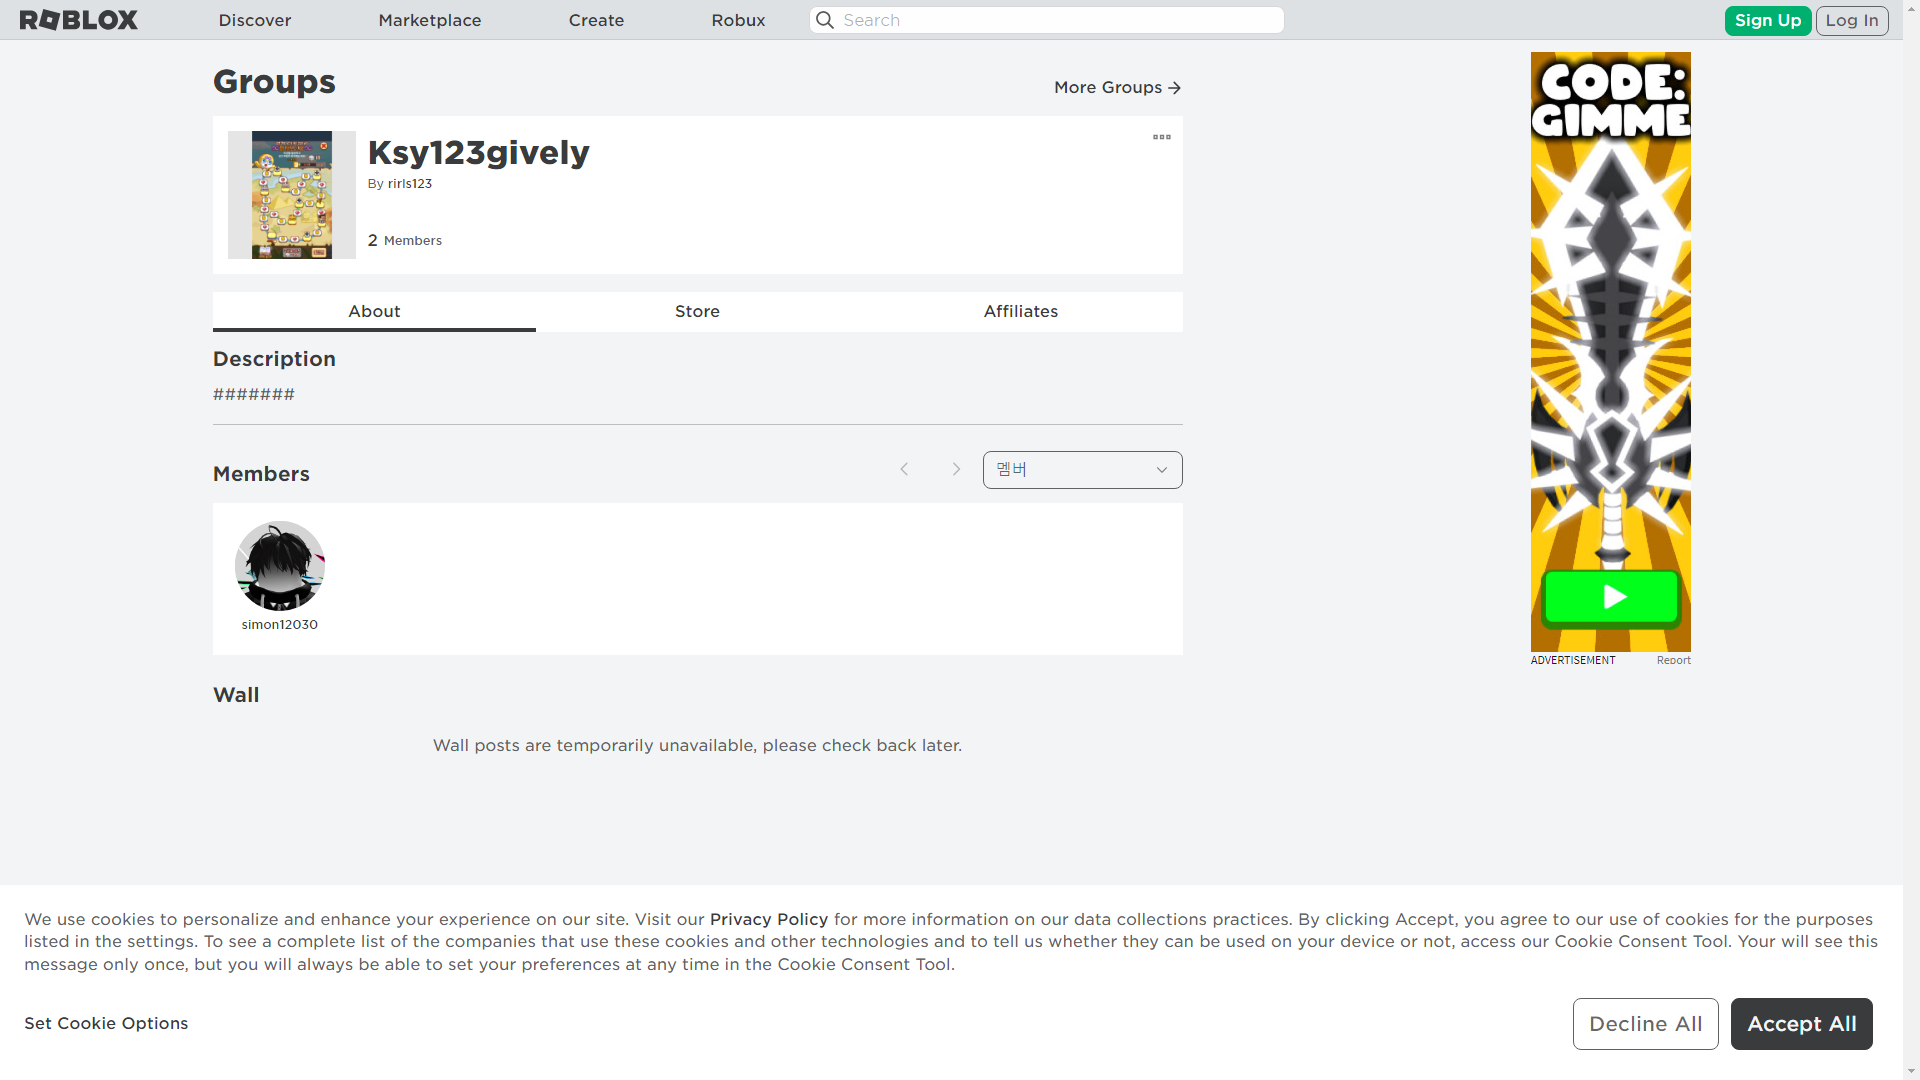 ROBLOX
Discover
Marketplace
Create
Robux
Search
Sign Up
Log In
Groups
More Groups
Ksy123gively
By rirls123
2 Members
About
Store
Affiliates
Description
#######
Members
멤버
simon12030
Wall
Wall posts are temporarily unavailable, please check back later.
CODE:
GIMME
ADVERTISEMENT
Report
We use cookies to personalize and enhance your experience on our site. Visit our Privacy Policy for more information on our data collections practices. By clicking Accept, you agree to our use of cookies for the purposes
listed in the settings. To see a complete list of the companies that use these cookies and other technologies and to tell us whether they can be used on your device or not, access our Cookie Consent Tool. Your will see this
message only once, but you will always be able to set your preferences at any time in the Cookie Consent Tool.
Set Cookie Options
Decline All
Accept All